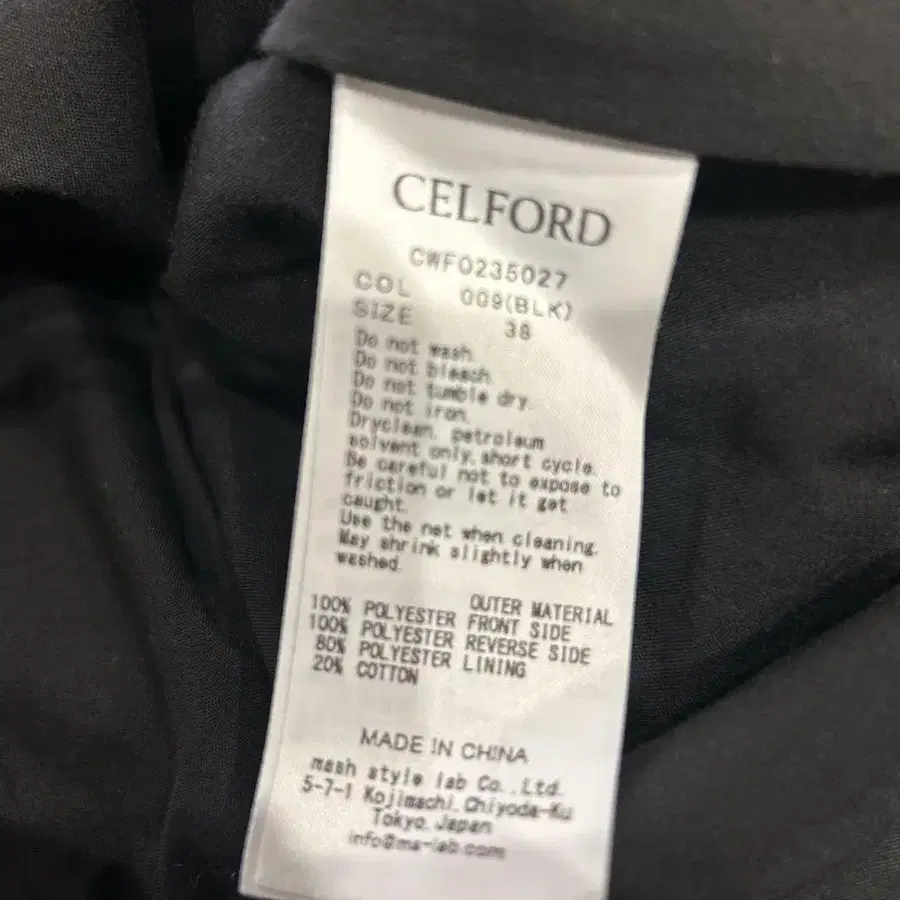 CELFORD
CWF0235027
COL 009(BLK)
SIZE 38
Do not wash.
Do not bleach.
Do not tumble dry.
Do not iron.
Dryclean, petroleum
solvent only, short cycle.
Be careful not to expose to
friction or let it get
caught.
Use the net when cleaning.
May shrink slightly when
washed.
OUTER MATERIAL
100% POLYESTER FRONT SIDE
100% POLYESTER REVERSE SIDE
80% POLYESTER LINING
20% COTTON
MADE IN CHINA
mash style lab Co.,Ltd.
5-7-1 Kojimachi,Chiyoda-Ku
Tokyo,Japan
info@ms-lab.com